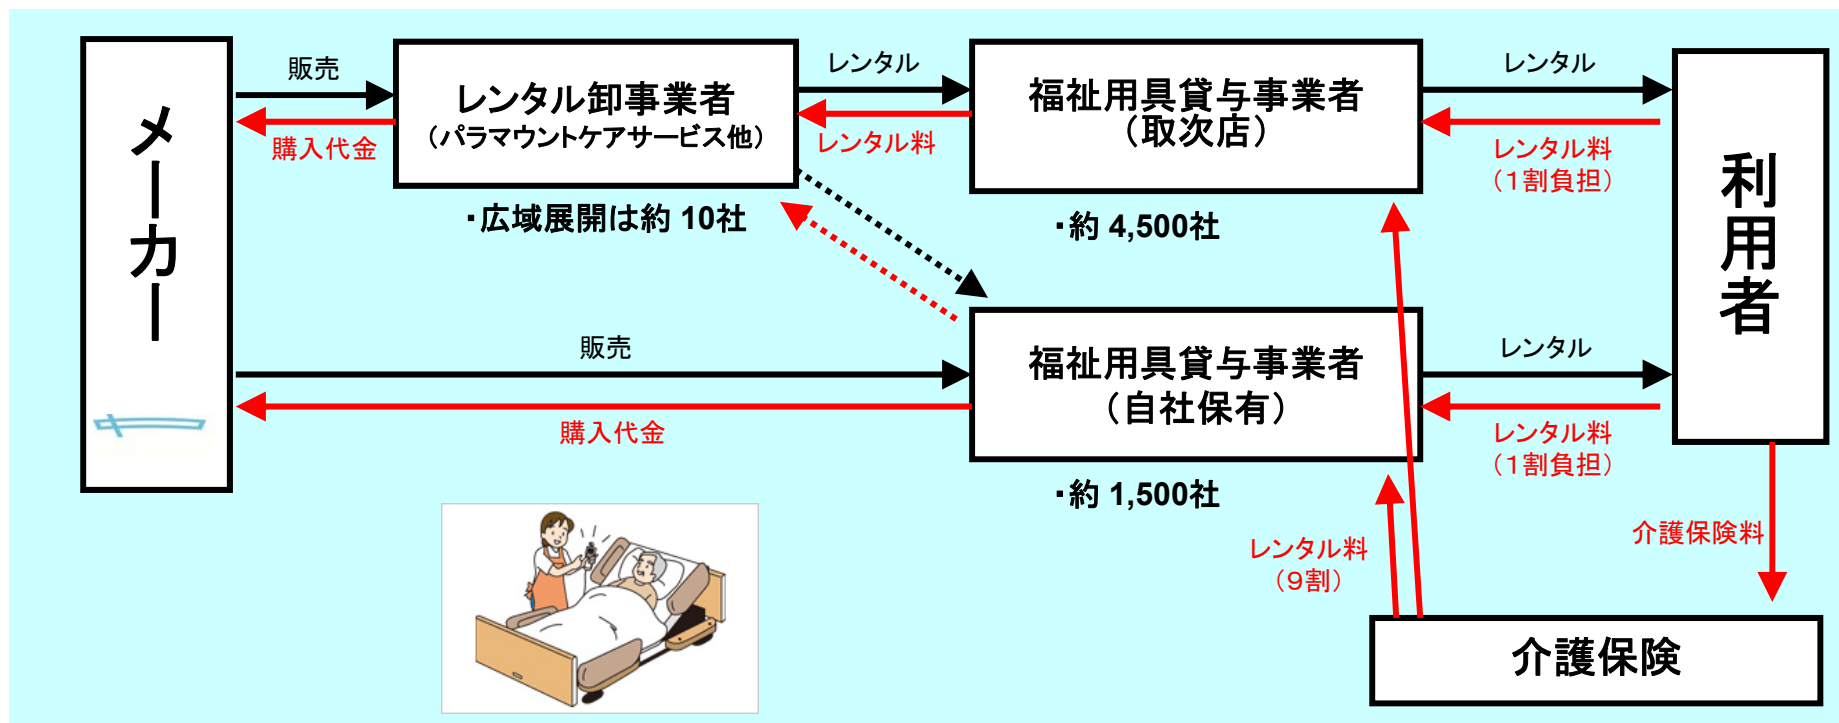 メーカー
販売
購入代金
レンタル卸事業者
（パラマウントケアサービス他）
・広域展開は約 10社
レンタル
レンタル料
福祉用具貸与事業者
（取次店）
・約 4,500社
レンタル
レンタル料
（１割負担）
利用者
販売
購入代金
福祉用具貸与事業者
（自社保有）
・約 1,500社
レンタル
レンタル料
（１割負担）
レンタル料
（９割）
介護保険料
介護保険